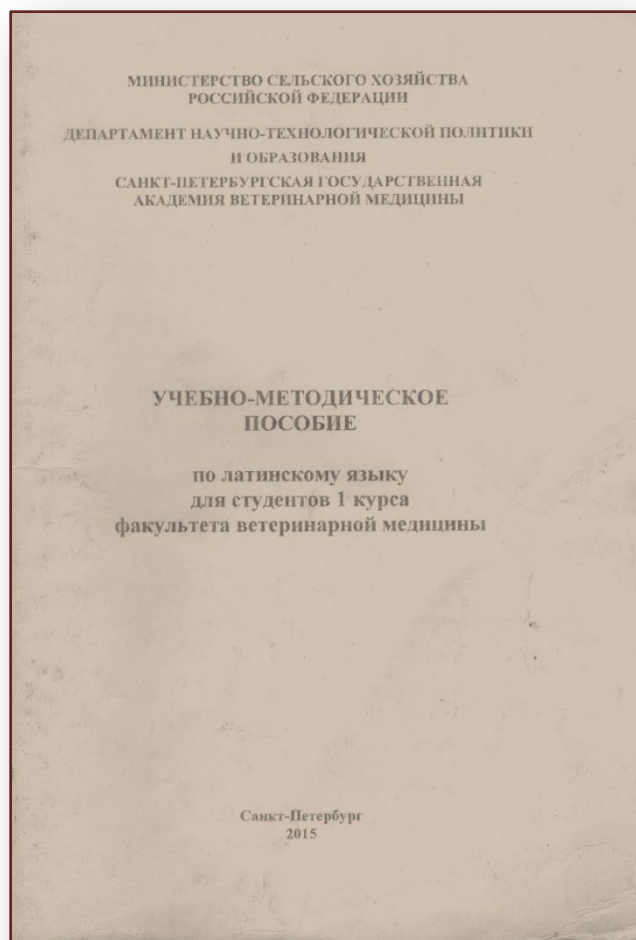 МИНИСТЕРСТВО СЕЛЬСКОГО ХОЗЯЙСТВА
РОССИЙСКОЙ ФЕДЕРАЦИИ
ДЕПАРТАМЕНТ НАУЧНО-ТЕХНОЛОГИЧЕСКОЙ ПОЛИТИКИ
И ОБРАЗОВАНИЯ
САНКТ-ПЕТЕРБУРГСКАЯ ГОСУДАРСТВЕННАЯ
АКАДЕМИЯ ВЕТЕРИНАРНОЙ МЕДИЦИНЫ
УЧЕБНО-МЕТОДИЧЕСКОЕ
ПОСОБИЕ
по латинскому языку
для студентов 1 курса
факультета ветеринарной медицины
Санкт-Петербург
2015